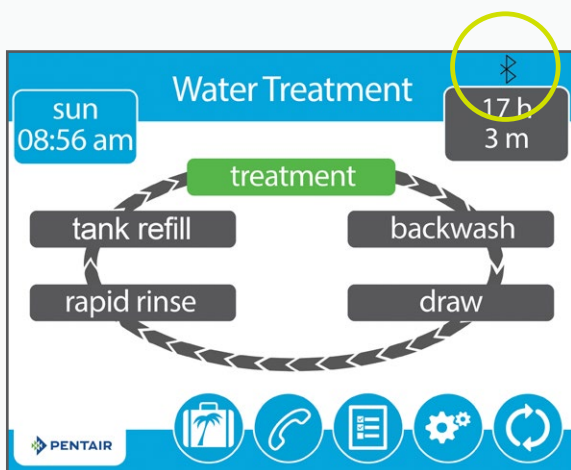 Water Treatment
sun
08:56 am
17 h
3 m
treatment
tank refill
backwash
rapid rinse
draw
PENTAIR